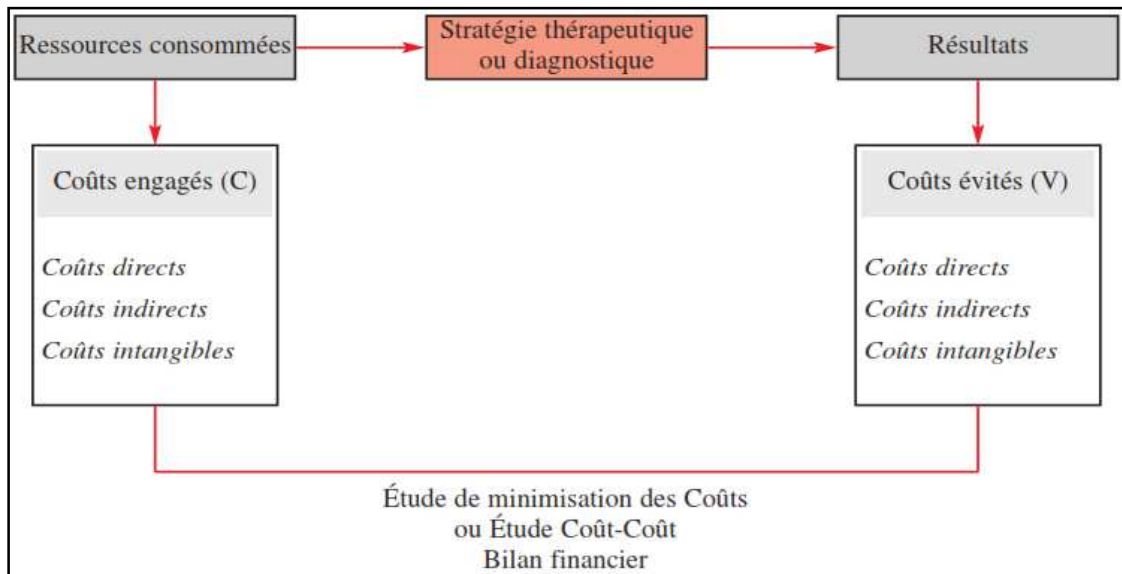 Ressources consommées
Stratégie thérapeutique
ou diagnostique
Résultats
Coûts engagés (C)
Coûts directs
Coûts indirects
Coûts intangibles
Coûts évités (V)
Coûts directs
Coûts indirects
Coûts intangibles
Étude de minimisation des Coûts
ou Étude Coût-Coût
Bilan financier